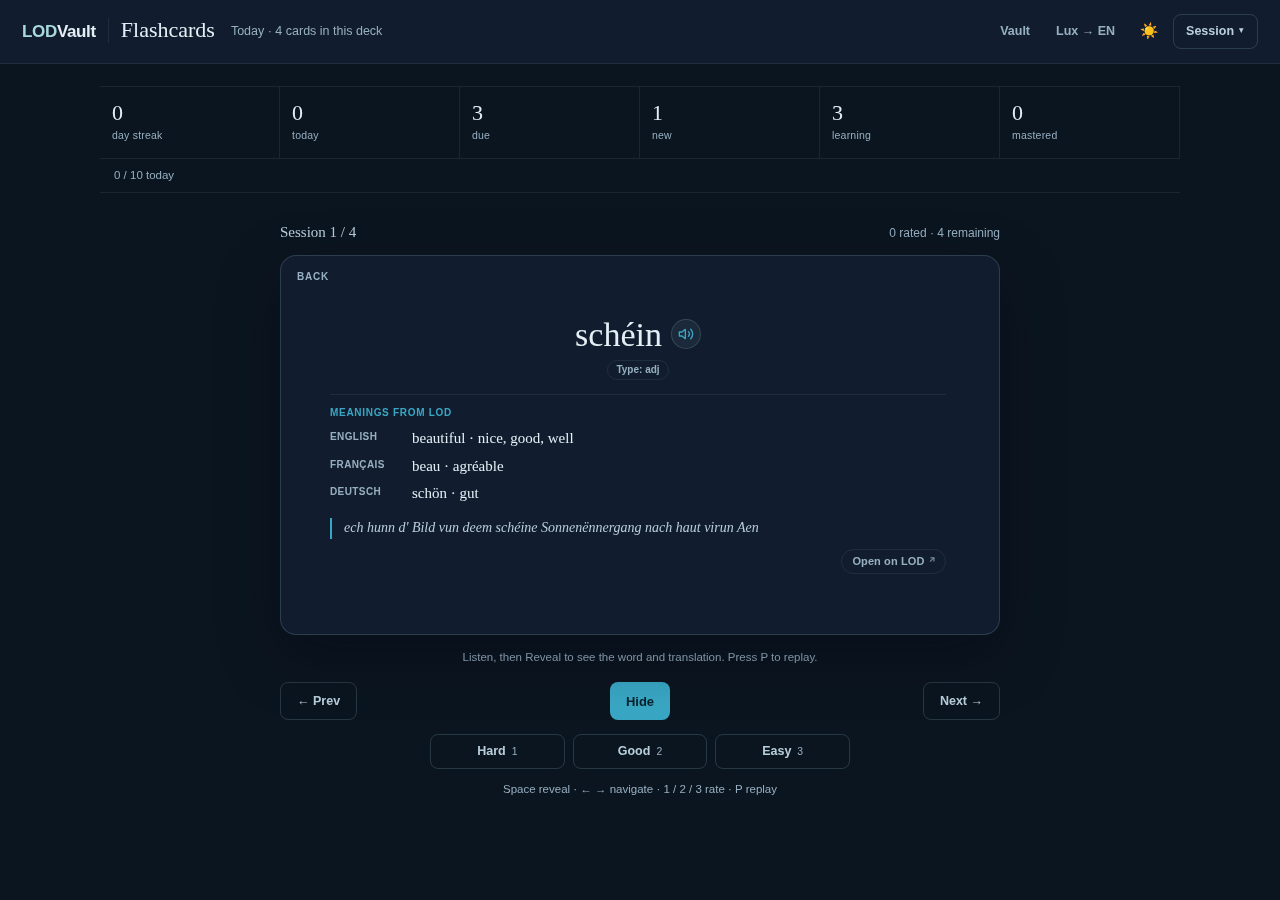 LODVault Flashcards Today · 4 cards in this deck Vault Lux → EN Session ▾
0 0 3 1 3 0
day streak today due new learning mastered
0 / 10 today
Session 1 / 4 0 rated · 4 remaining
BACK
schéin
Type: adj
MEANINGS FROM LOD
ENGLISH beautiful · nice, good, well
FRANÇAIS beau · agréable
DEUTSCH schön · gut
ech hunn d' Bild vun deem schéine Sonnenënnergang nach haut virun Aen
Open on LOD ↗
Listen, then Reveal to see the word and translation. Press P to replay.
← Prev Hide Next →
Hard 1 Good 2 Easy 3
Space reveal · ← → navigate · 1 / 2 / 3 rate · P replay